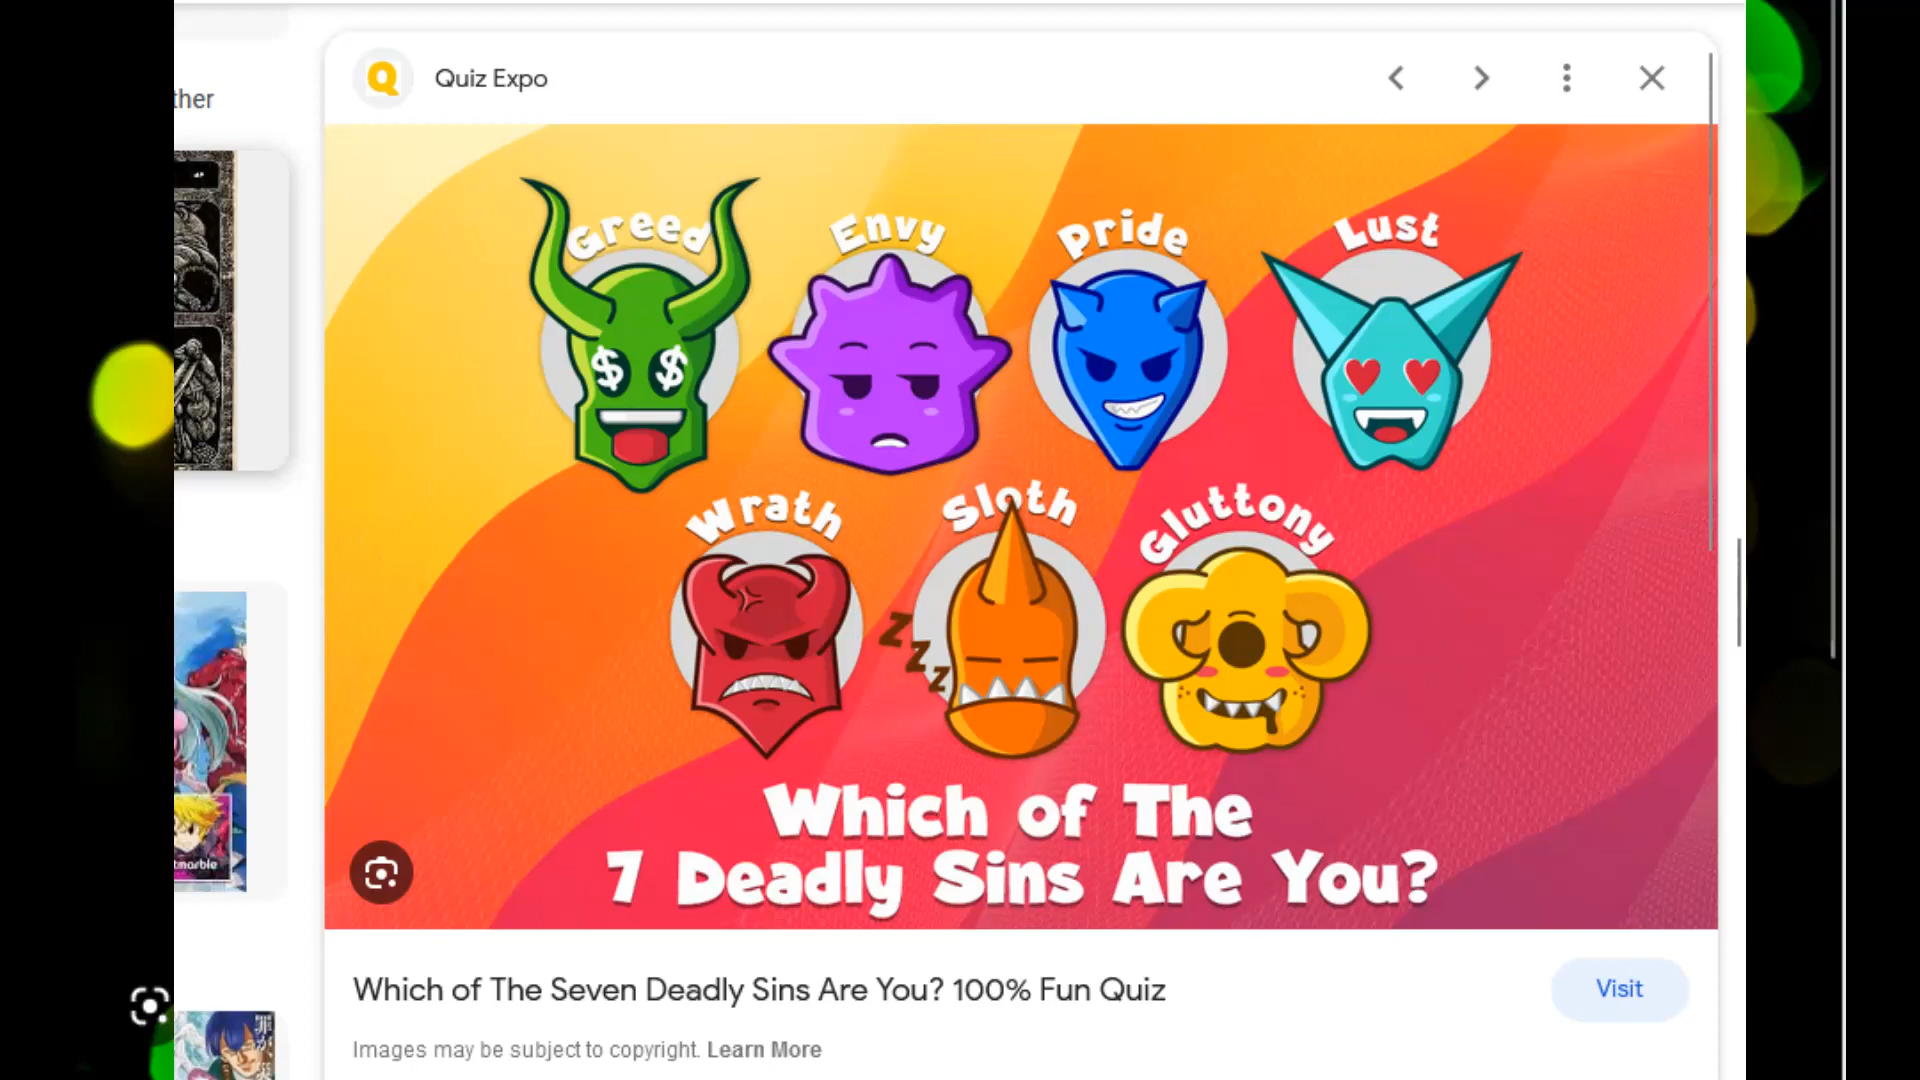 Quiz Expo
ther
Greed
Envy
Pride
Lust
Wrath
Sloth
Gluttony
$ $
Z
Z
Z
Which of The
7 Deadly Sins Are You?
Which of The Seven Deadly Sins Are You? 100% Fun Quiz
Visit
Images may be subject to copyright. Learn More
tmarble